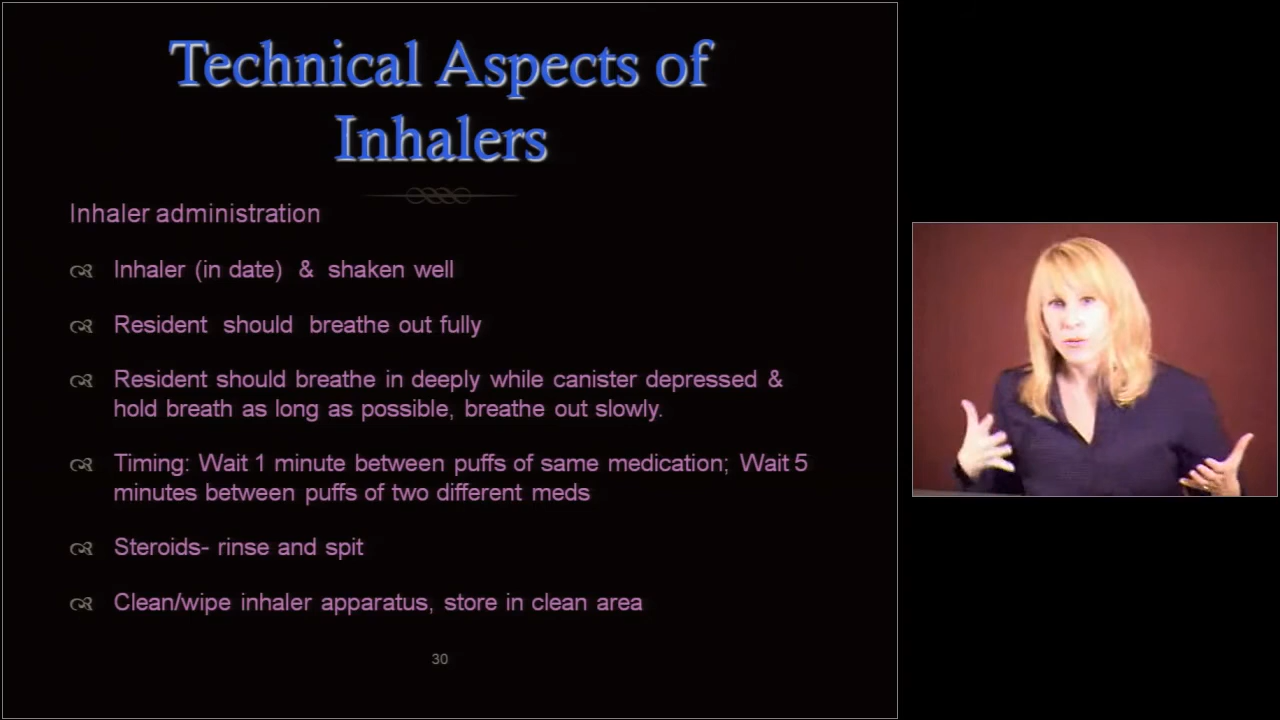 Technical Aspects of
Inhalers
Inhaler administration
Inhaler (in date) & shaken well
Resident should breathe out fully
Resident should breathe in deeply while canister depressed &
hold breath as long as possible, breathe out slowly.
Timing: Wait 1 minute between puffs of same medication; Wait 5
minutes between puffs of two different meds
Steroids- rinse and spit
Clean/wipe inhaler apparatus, store in clean area
30